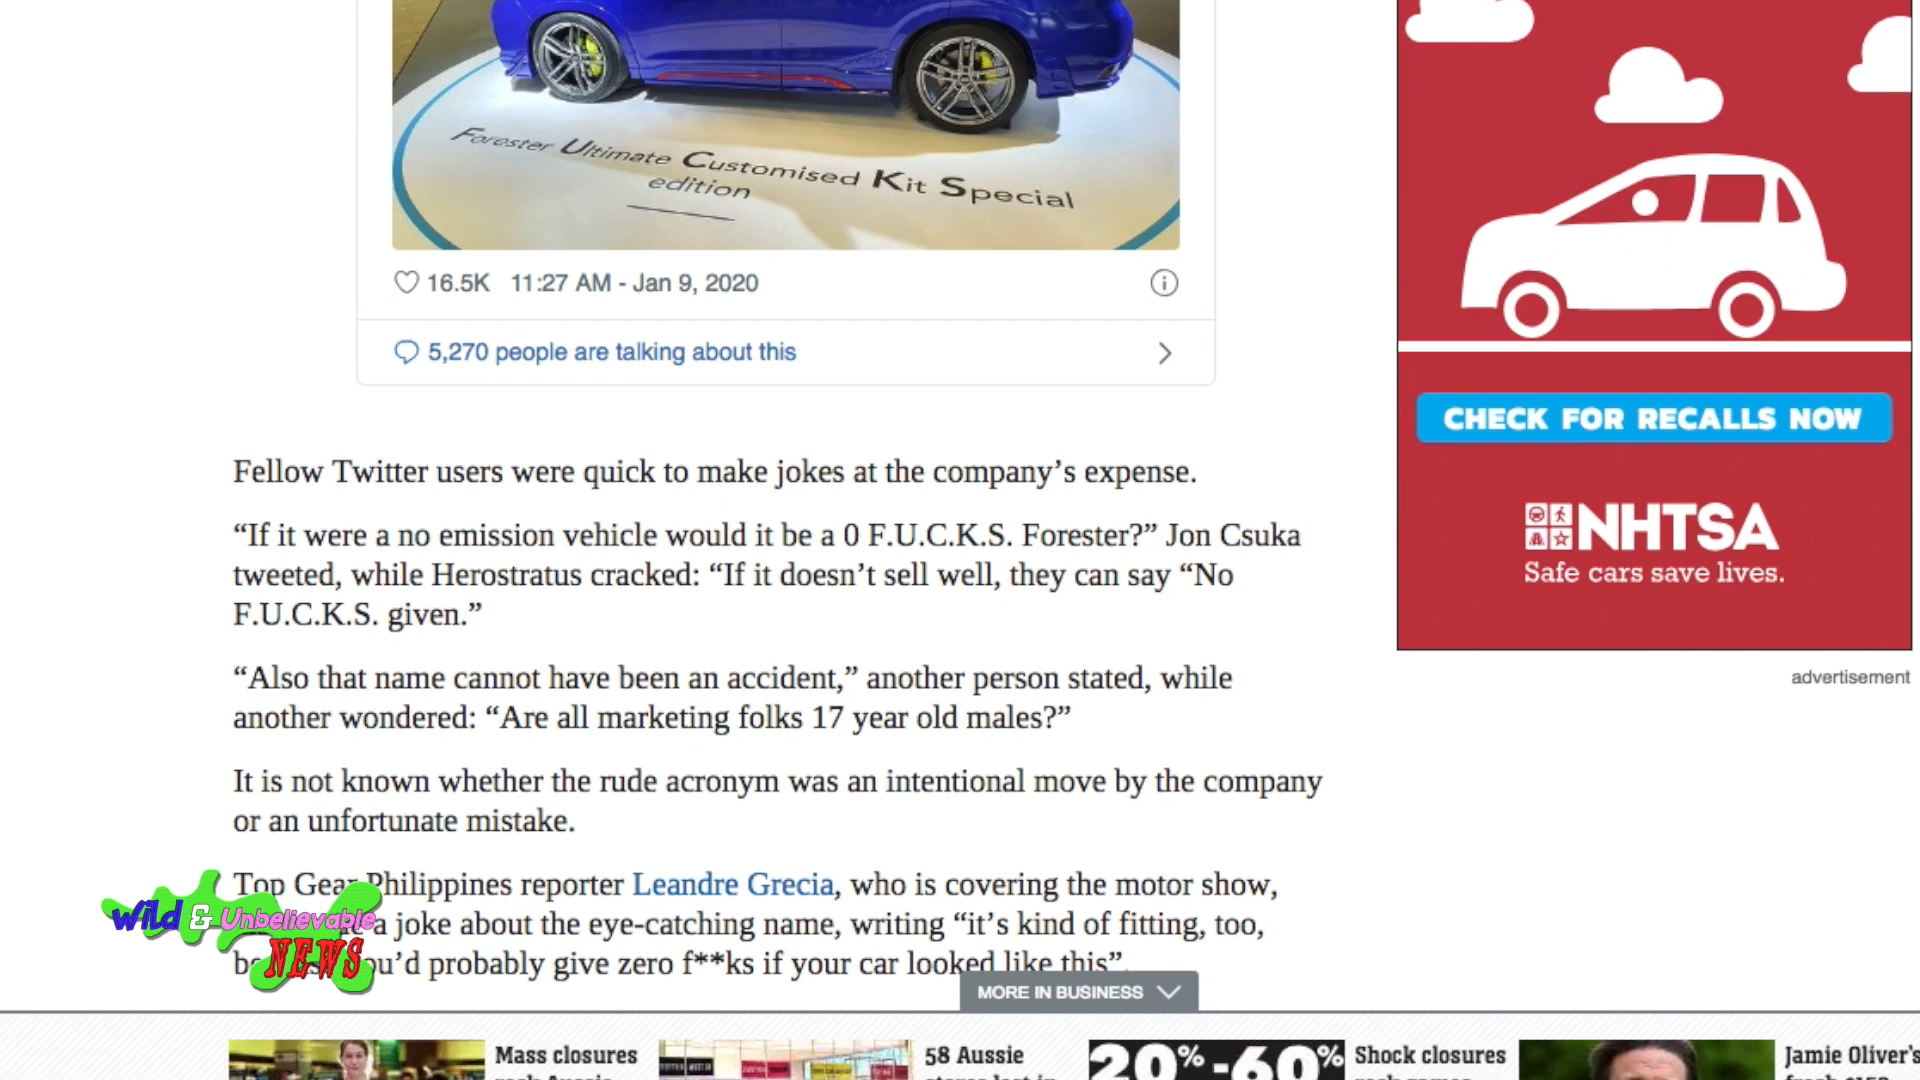 Forester Ultimate Customised Kit Special
edition
16.5K 11:27 AM - Jan 9, 2020
5,270 people are talking about this
CHECK FOR RECALLS NOW
NHTSA
Safe cars save lives.
advertisement
Fellow Twitter users were quick to make jokes at the company’s expense.
“If it were a no emission vehicle would it be a 0 F.U.C.K.S. Forester?” Jon Csuka
tweeted, while Herostratus cracked: “If it doesn’t sell well, they can say “No
F.U.C.K.S. given.”
“Also that name cannot have been an accident,” another person stated, while
another wondered: “Are all marketing folks 17 year old males?”
It is not known whether the rude acronym was an intentional move by the company
or an unfortunate mistake.
Top Gear Philippines reporter Leandre Grecia, who is covering the motor show,
a joke about the eye-catching name, writing “it’s kind of fitting, too,
you’d probably give zero f**ks if your car looked like this”.
Wild & Unbelievable
NEWS
MORE IN BUSINESS
Mass closures
58 Aussie
20%-60%
Shock closures
Jamie Oliver’s